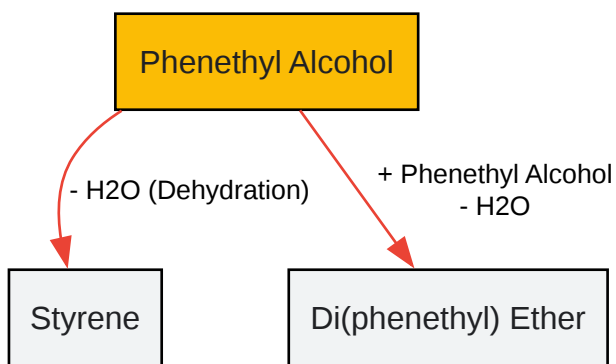 Phenethyl Alcohol
- H2O (Dehydration)
+ Phenethyl Alcohol
- H2O
Styrene
Di(phenethyl) Ether